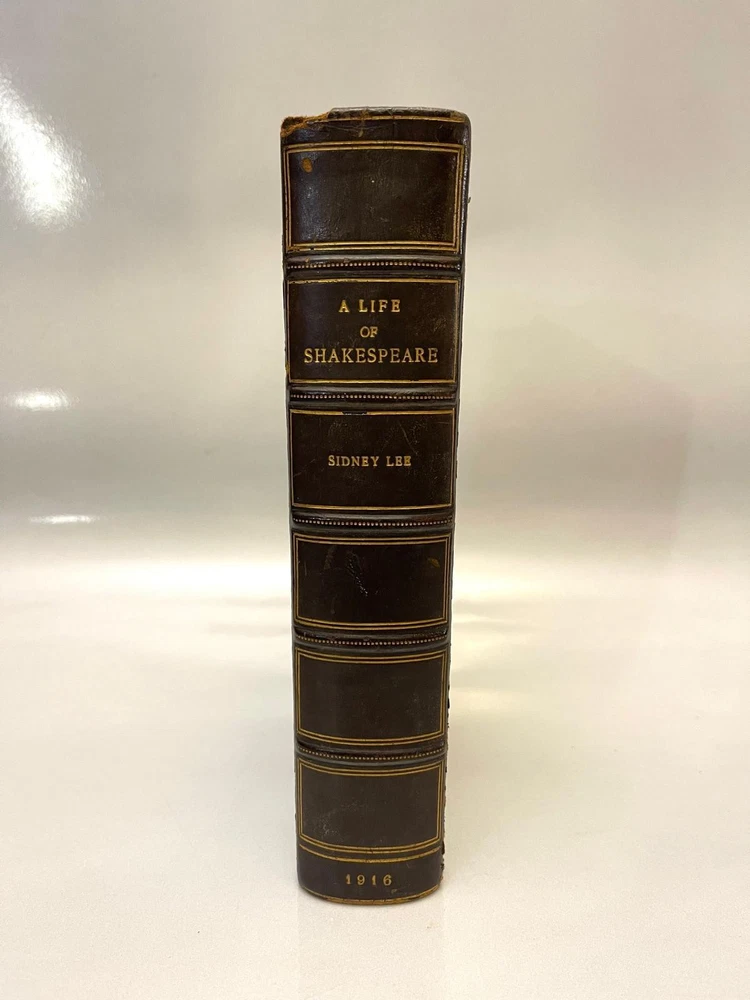 A LIFE
OF
SHAKESPEARE
SIDNEY LEE
1916